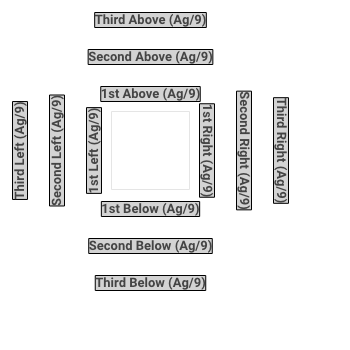 Third Above (Ag/9)
Second Above (Ag/9)
1st Above (Ag/9)
Third Left (Ag/9)
Second Left (Ag/9)
1st Left (Ag/9)
1st Right (Ag/9)
Second Right (Ag/9)
Third Right (Ag/9)
1st Below (Ag/9)
Second Below (Ag/9)
Third Below (Ag/9)